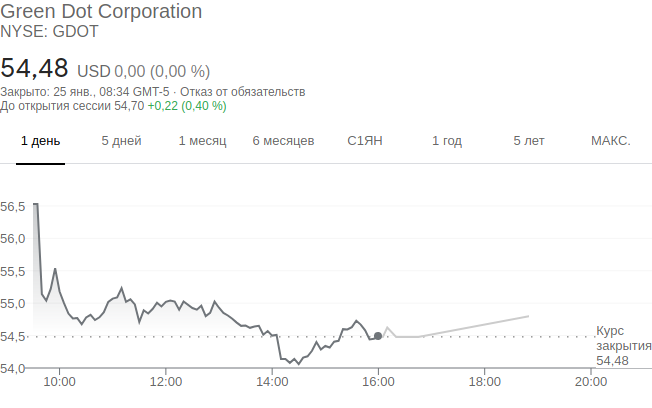 Green Dot Corporation
NYSE: GDOT
54,48 USD 0,00 (0,00 %)
Закрыто: 25 янв., 08:34 GMT-5 · Отказ от обязательств
До открытия сессии 54,70 +0,22 (0,40 %)
1 день 5 дней 1 месяц 6 месяцев С1ЯН 1 год 5 лет МАКС.
56,5
56,0
55,5
55,0
54,5
54,0
Курс
закрытия
54,48
10:00 12:00 14:00 16:00 18:00 20:00